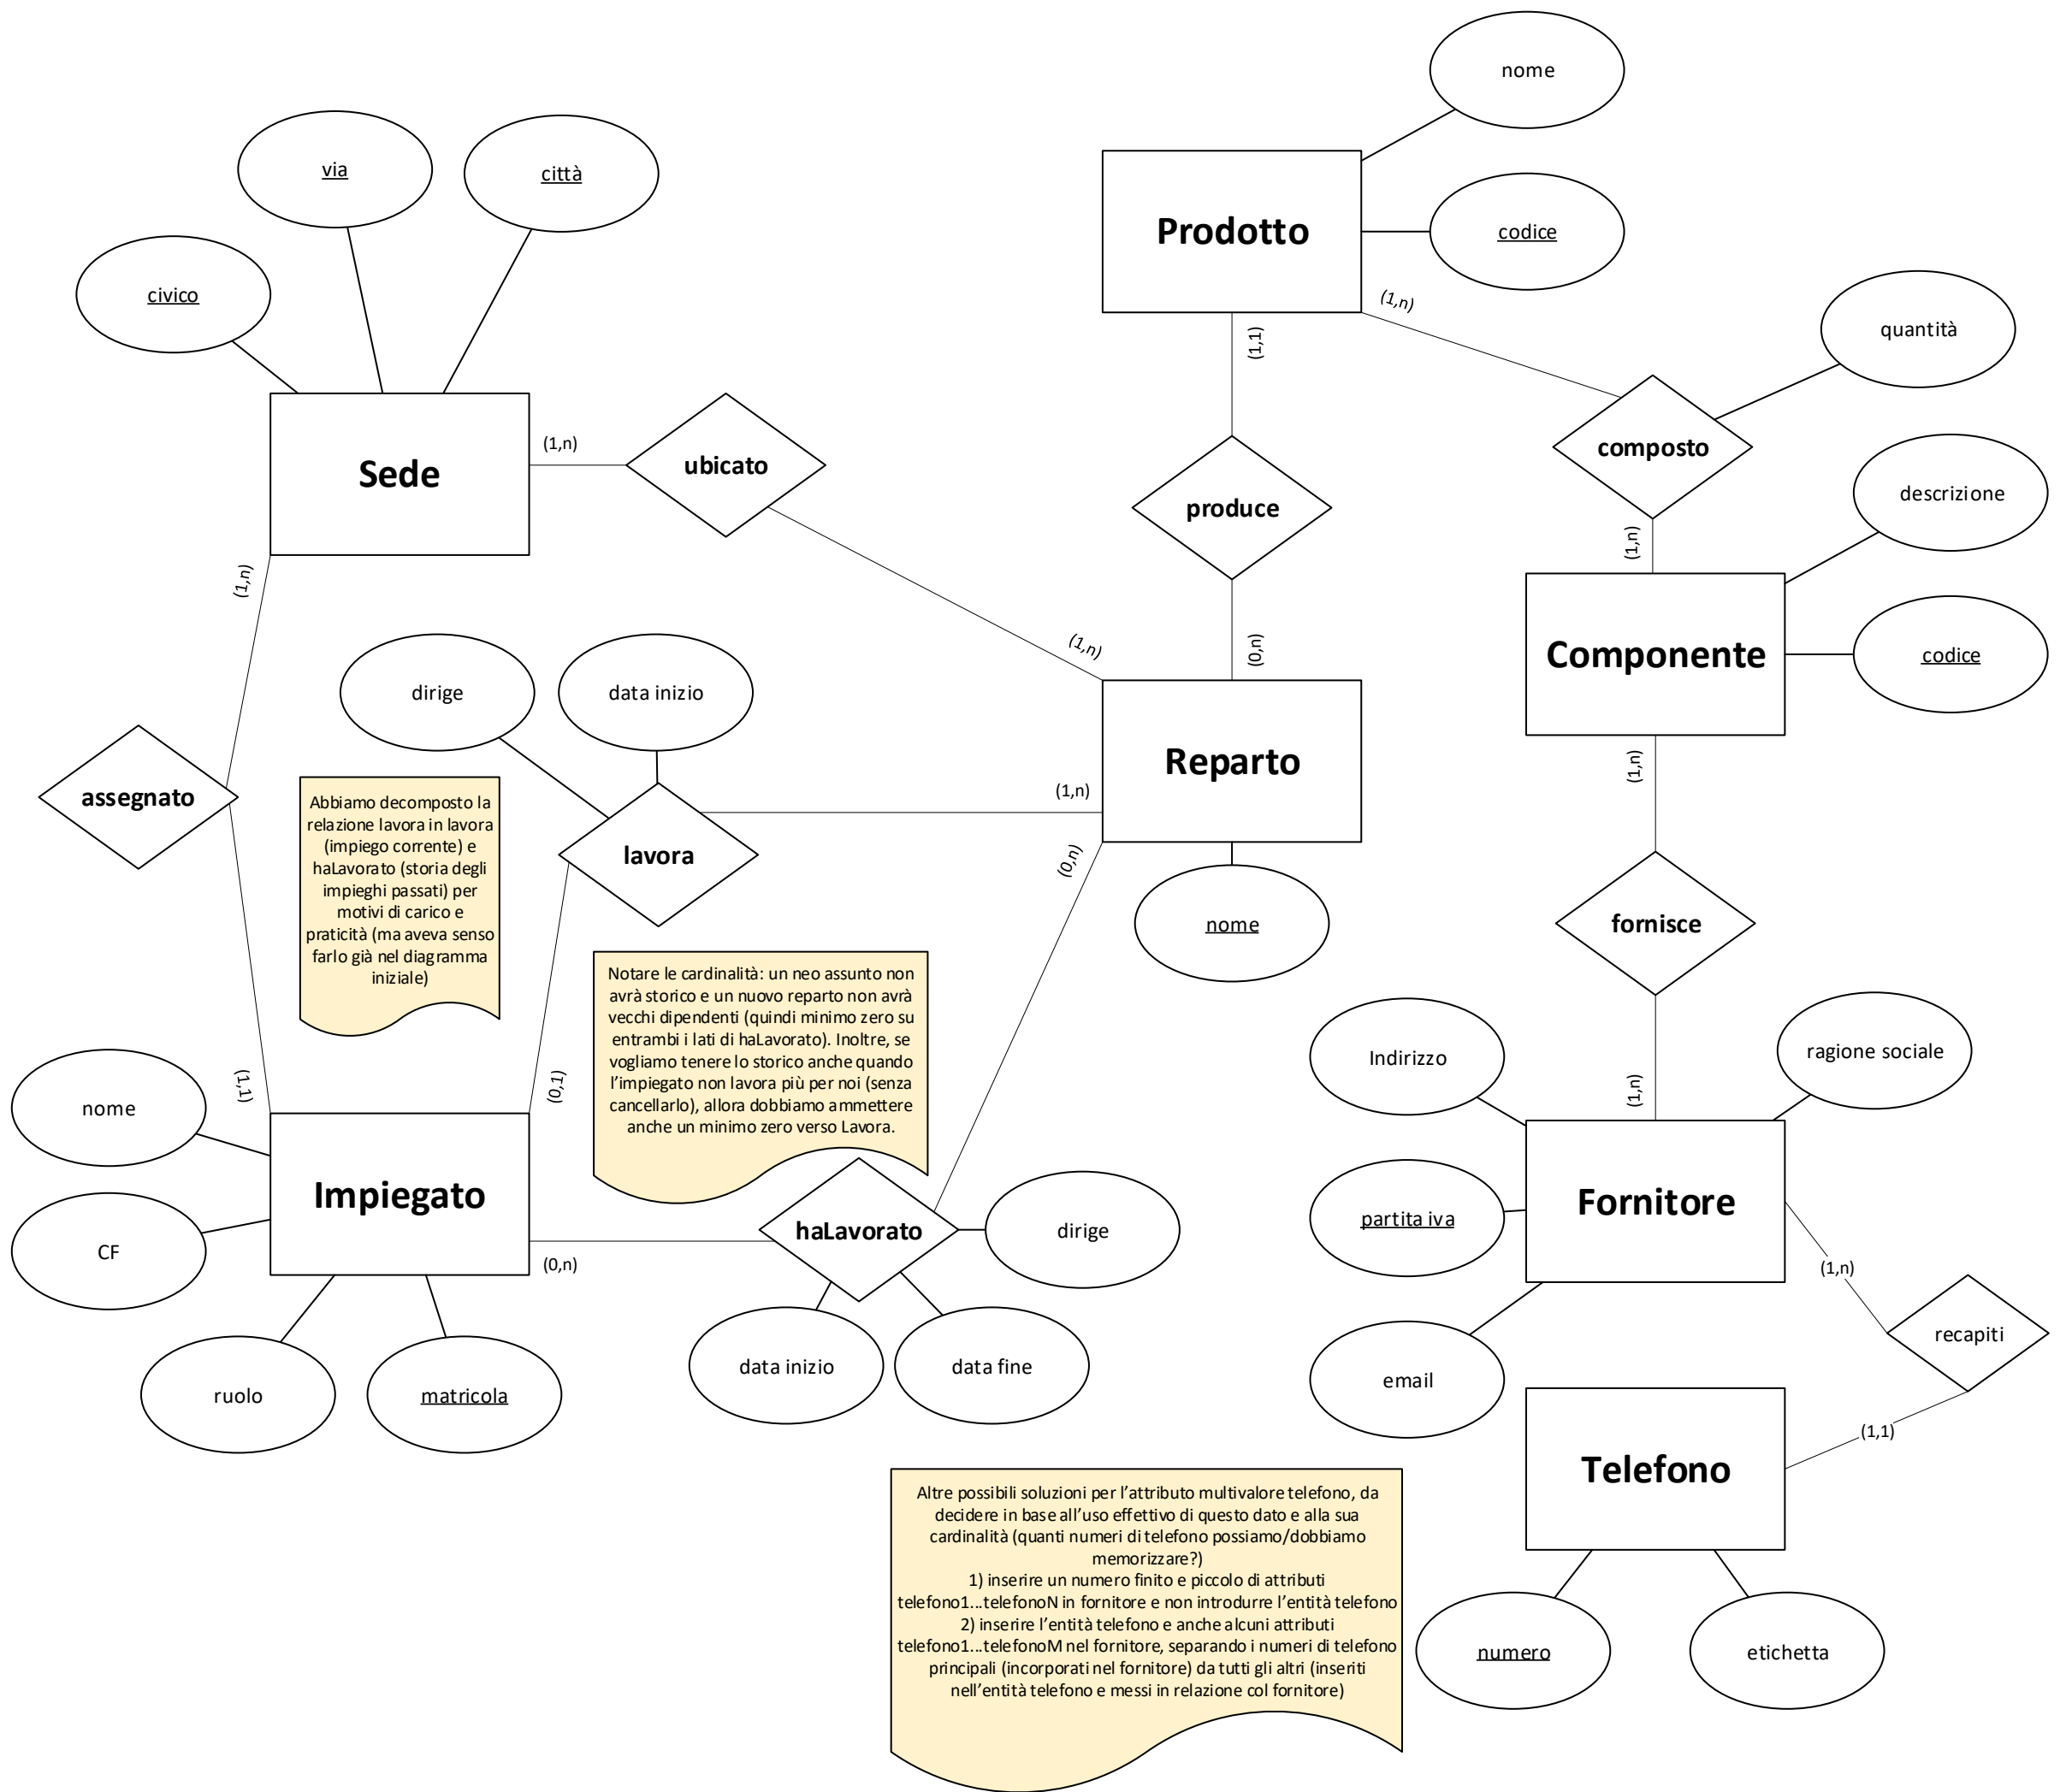 nome
via
città
Prodotto
codice
civico
(1,n)
quantità
(1,1)
Sede
(1,n)
ubicato
composto
produce
descrizione
(1,n)
(1,n)
(1,n)
(0,n)
Componente
codice
dirige
data inizio
Reparto
(1,n)
(1,n)
assegnato
Abbiamo decomposto la
relazione lavora in lavora
(impiego corrente) e
haLavorato (storia degli
impieghi passati) per
motivi di carico e
praticità (ma aveva senso
farlo già nel diagramma
iniziale)
lavora
(0,n)
nome
fornisce
Notare le cardinalità: un neo assunto non
avrà storico e un nuovo reparto non avrà
vecchi dipendenti (quindi minimo zero su
entrambi i lati di haLavorato). Inoltre, se
vogliamo tenere lo storico anche quando
l'impiegato non lavora più per noi (senza
cancellarlo), allora dobbiamo ammettere
anche un minimo zero verso Lavora.
Indirizzo
ragione sociale
(1,1)
(0,1)
(1,n)
nome
Impiegato
Fornitore
partita iva
haLavorato
dirige
CF
(0,n)
(1,n)
recapiti
data inizio
data fine
email
ruolo
matricola
(1,1)
Telefono
Altre possibili soluzioni per l'attributo multivalore telefono, da
decidere in base all'uso effettivo di questo dato e alla sua
cardinalità (quanti numeri di telefono possiamo/dobbiamo
memorizzare?)
1) inserire un numero finito e piccolo di attributi
telefono1...telefonoN in fornitore e non introdurre l'entità telefono
2) inserire l'entità telefono e anche alcuni attributi
telefono1...telefonoM nel fornitore, separando i numeri di telefono
principali (incorporati nel fornitore) da tutti gli altri (inseriti
nell'entità telefono e messi in relazione col fornitore)
numero
etichetta